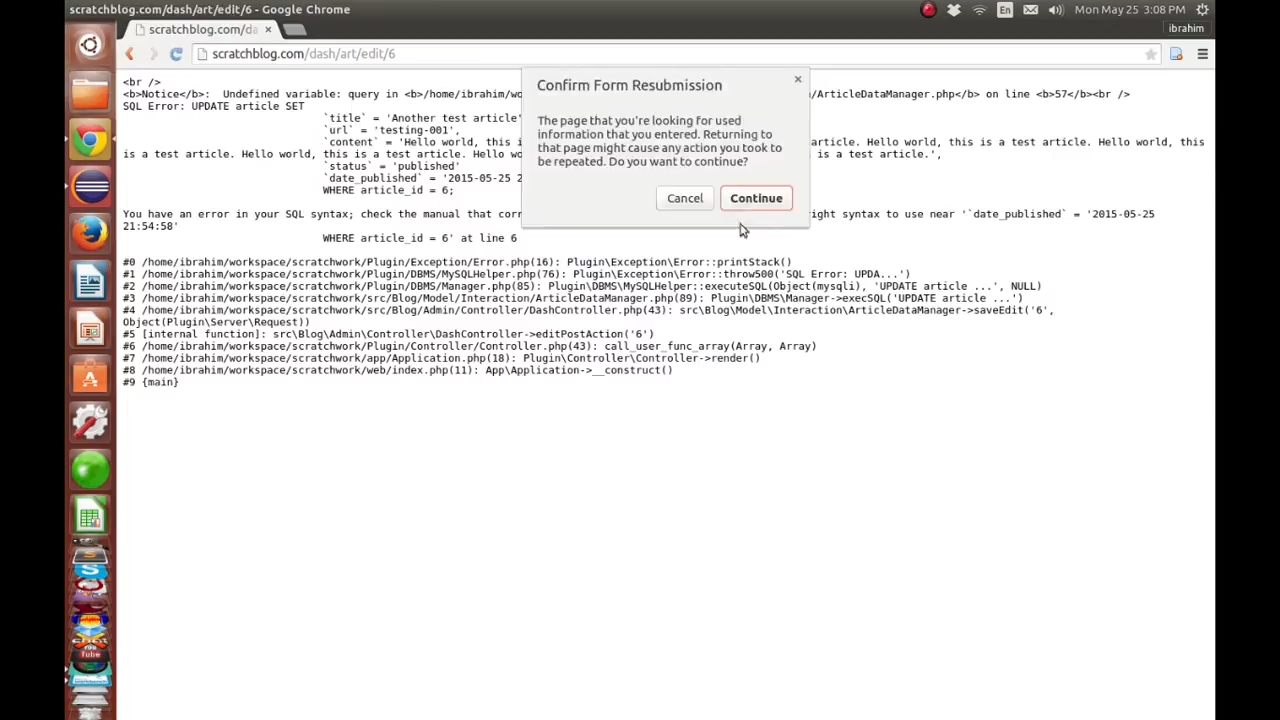 scratchblog.com/dash/art/edit/6 - Google Chrome
En
Mon May 25 3:08 PM
scratchblog.com/da
ibrahim
scratchblog.com/dash/art/edit/6
<br />
<b>Notice</b>:  Undefined variable: query in <b>/home/ibrahim/wo
/ArticleDataManager.php</b> on line <b>57</b><br />
SQL Error: UPDATE article SET
`title` = 'Another test article'
`url` = 'testing-001',
`content` = 'Hello world, this i
article. Hello world, this
is a test article. Hello world, this is a test article. Hello world, this
is a test article.',
`status` = 'published'
`date_published` = '2015-05-25 2
WHERE article_id = 6;
You have an error in your SQL syntax; check the manual that corr
right syntax to use near '`date_published` = '2015-05-25
21:54:58'
WHERE article_id = 6' at line 6
#0 /home/ibrahim/workspace/scratchwork/Plugin/Exception/Error.php(16): Plugin\Exception\Error::printStack()
#1 /home/ibrahim/workspace/scratchwork/Plugin/DBMS/MySQLHelper.php(76): Plugin\Exception\Error::throw500('SQL Error: UPDA...')
#2 /home/ibrahim/workspace/scratchwork/Plugin/DBMS/Manager.php(85): Plugin\DBMS\MySQLHelper::executeSQL(Object(mysqli), 'UPDATE article ...', NULL)
#3 /home/ibrahim/workspace/scratchwork/src/Blog/Model/Interaction/ArticleDataManager.php(89): Plugin\DBMS\Manager->execSQL('UPDATE article ...')
#4 /home/ibrahim/workspace/scratchwork/src/Blog/Admin/Controller/DashController.php(43): src\Blog\Model\Interaction\ArticleDataManager->saveEdit('6',
Object(Plugin\Server\Request))
#5 [internal function]: src\Blog\Admin\Controller\DashController->editPostAction('6')
#6 /home/ibrahim/workspace/scratchwork/Plugin/Controller/Controller.php(43): call_user_func_array(Array, Array)
#7 /home/ibrahim/workspace/scratchwork/app/Application.php(18): Plugin\Controller\Controller->render()
#8 /home/ibrahim/workspace/scratchwork/web/index.php(11): App\Application->__construct()
#9 {main}
Confirm Form Resubmission
The page that you're looking for used
information that you entered. Returning to
that page might cause any action you took to
be repeated. Do you want to continue?
Cancel
Continue
Tube